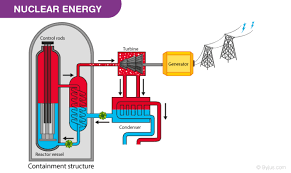 NUCLEAR ENERGY
Control rods
Turbine
Generator
Condenser
Reactor vessel
Containment structure